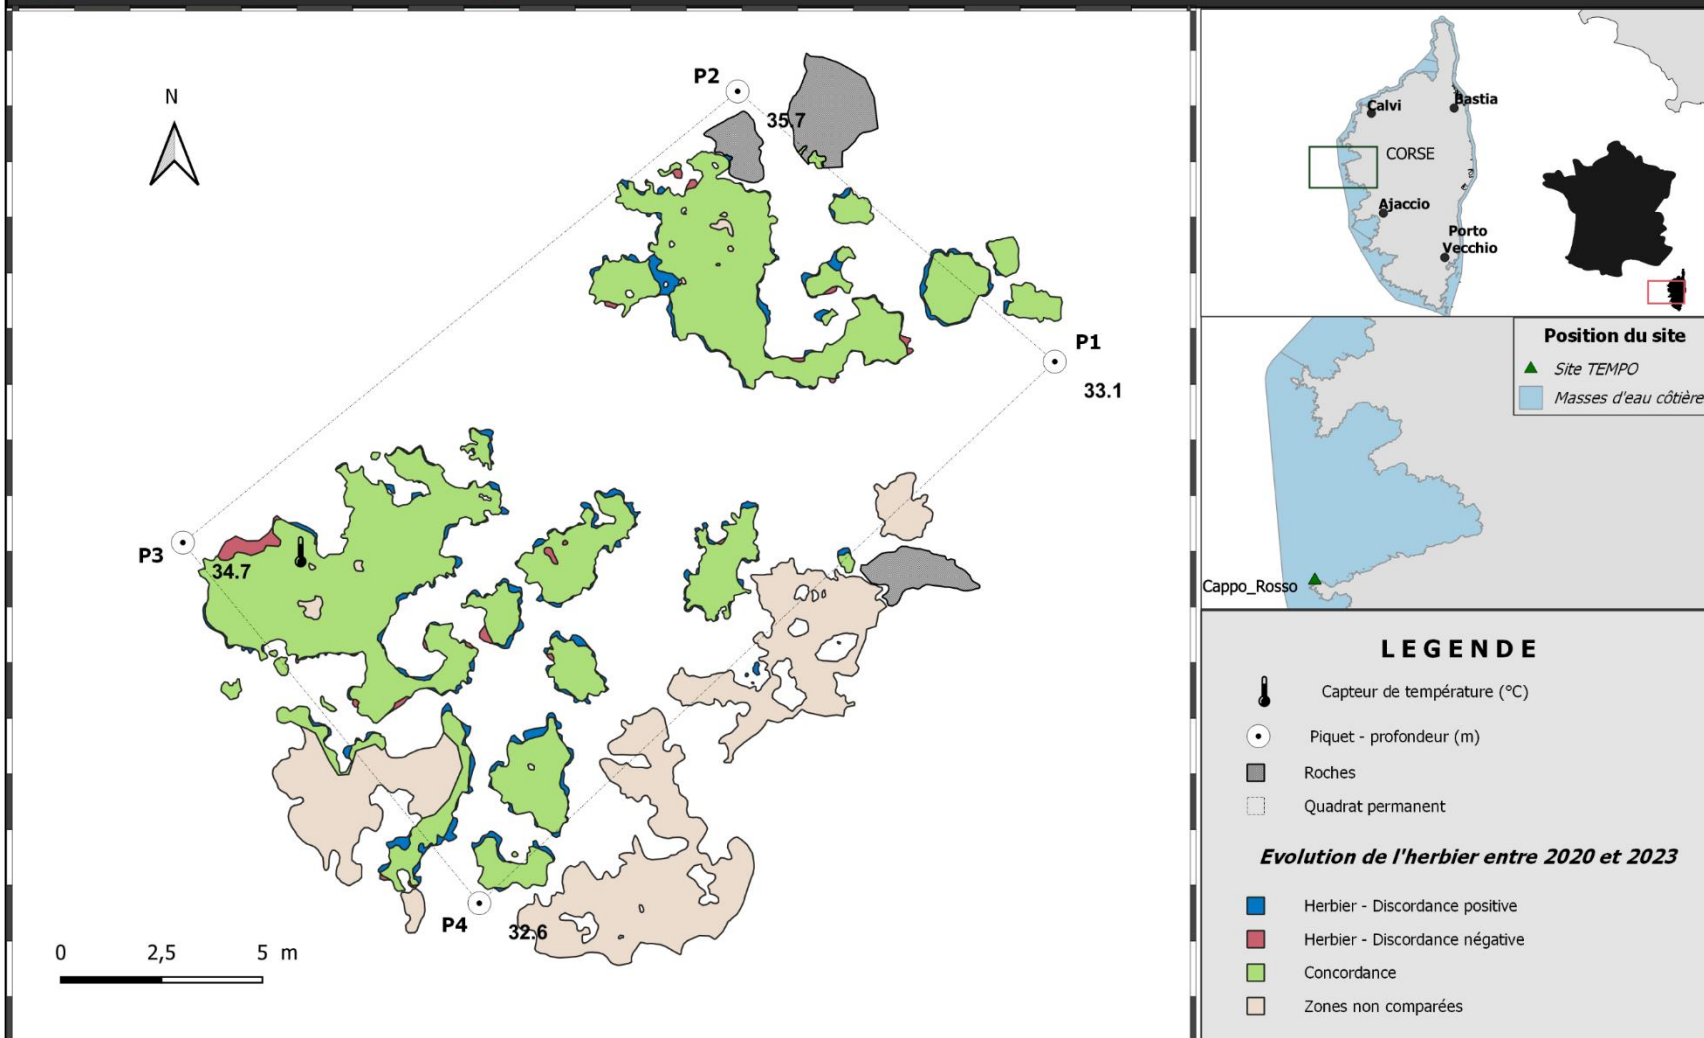 N
P2
35.7
P1
33.1
P3
34.7
P4
32.6
0 2,5 5 m
Calvi
Bastia
CORSE
Ajaccio
Porto
Vecchio
Position du site
Site TEMPO
Masses d'eau côtière
Cappo_Rosso
LEGENDE
Capteur de température (°C)
Piquet - profondeur (m)
Roches
Quadrat permanent
Evolution de l'herbier entre 2020 et 2023
Herbier - Discordance positive
Herbier - Discordance négative
Concordance
Zones non comparées